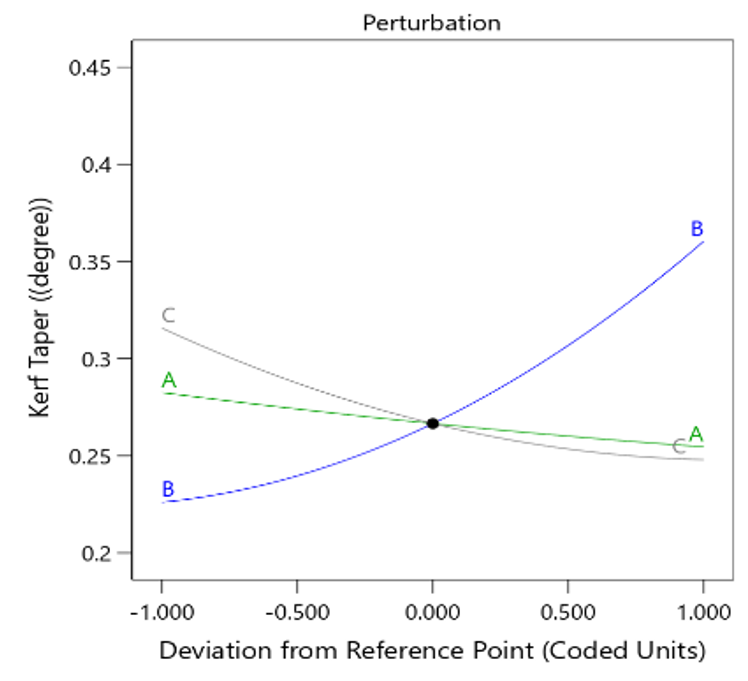 Perturbation
Kerf Taper ((degree))
0.45
0.4
0.35
0.3
0.25
0.2
B
C
A
B
A
C
-1.000 -0.500 0.000 0.500 1.000
Deviation from Reference Point (Coded Units)